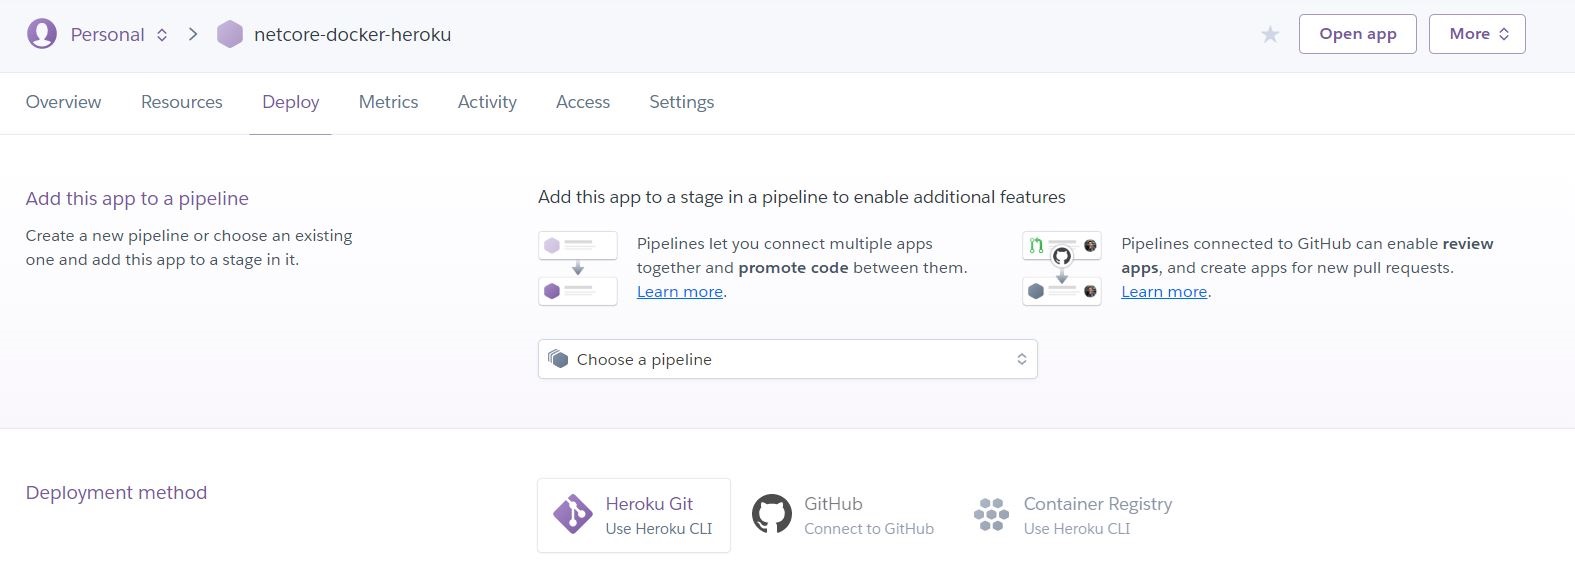 Personal
netcore-docker-heroku
Open app
More
Overview
Resources
Deploy
Metrics
Activity
Access
Settings
Add this app to a pipeline
Create a new pipeline or choose an existing
one and add this app to a stage in it.
Add this app to a stage in a pipeline to enable additional features
Pipelines let you connect multiple apps
together and promote code between them.
Learn more.
Pipelines connected to GitHub can enable review
apps, and create apps for new pull requests.
Learn more.
Choose a pipeline
Deployment method
Heroku Git
Use Heroku CLI
GitHub
Connect to GitHub
Container Registry
Use Heroku CLI